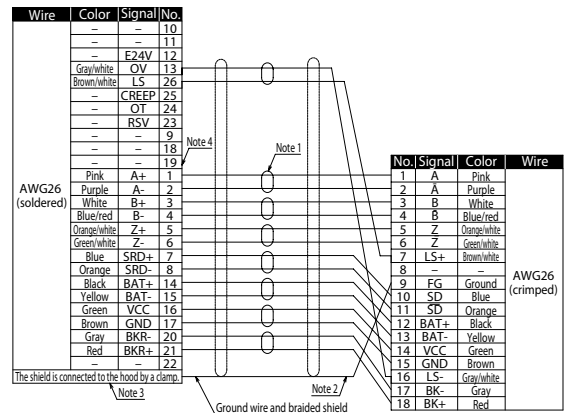 Wire Color Signal No.
– – 10
– – 11
– E24V 12
Gray/white OV 13
Brown/white LS 26
– CREEP 25
– OT 24
– RSV 23
– – 9
– – 18
– – 19
Pink A+ 1
Purple A- 2
White B+ 3
Blue/red B- 4
Orange/white Z+ 5
Green/white Z- 6
Blue SRD+ 7
Orange SRD- 8
Black BAT+ 14
Yellow BAT- 15
Green VCC 16
Brown GND 17
Gray BKR- 20
Red BKR+ 21
– – 22
AWG26
(soldered)
The shield is connected to the hood by a clamp.
Note 4
Note 1
Note 3
Note 2
Ground wire and braided shield
No. Signal Color Wire
1 A Pink
2 A̅ Purple
3 B White
4 B̅ Blue/red
5 Z Orange/white
6 Z̅ Green/white
7 LS+ Brown/white
8 – –
9 FG Ground
10 SD Blue
11 S̅D̅ Orange
12 BAT+ Black
13 BAT- Yellow
14 VCC Green
15 GND Brown
16 LS- Gray/white
17 BK- Gray
18 BK+ Red
AWG26
(crimped)